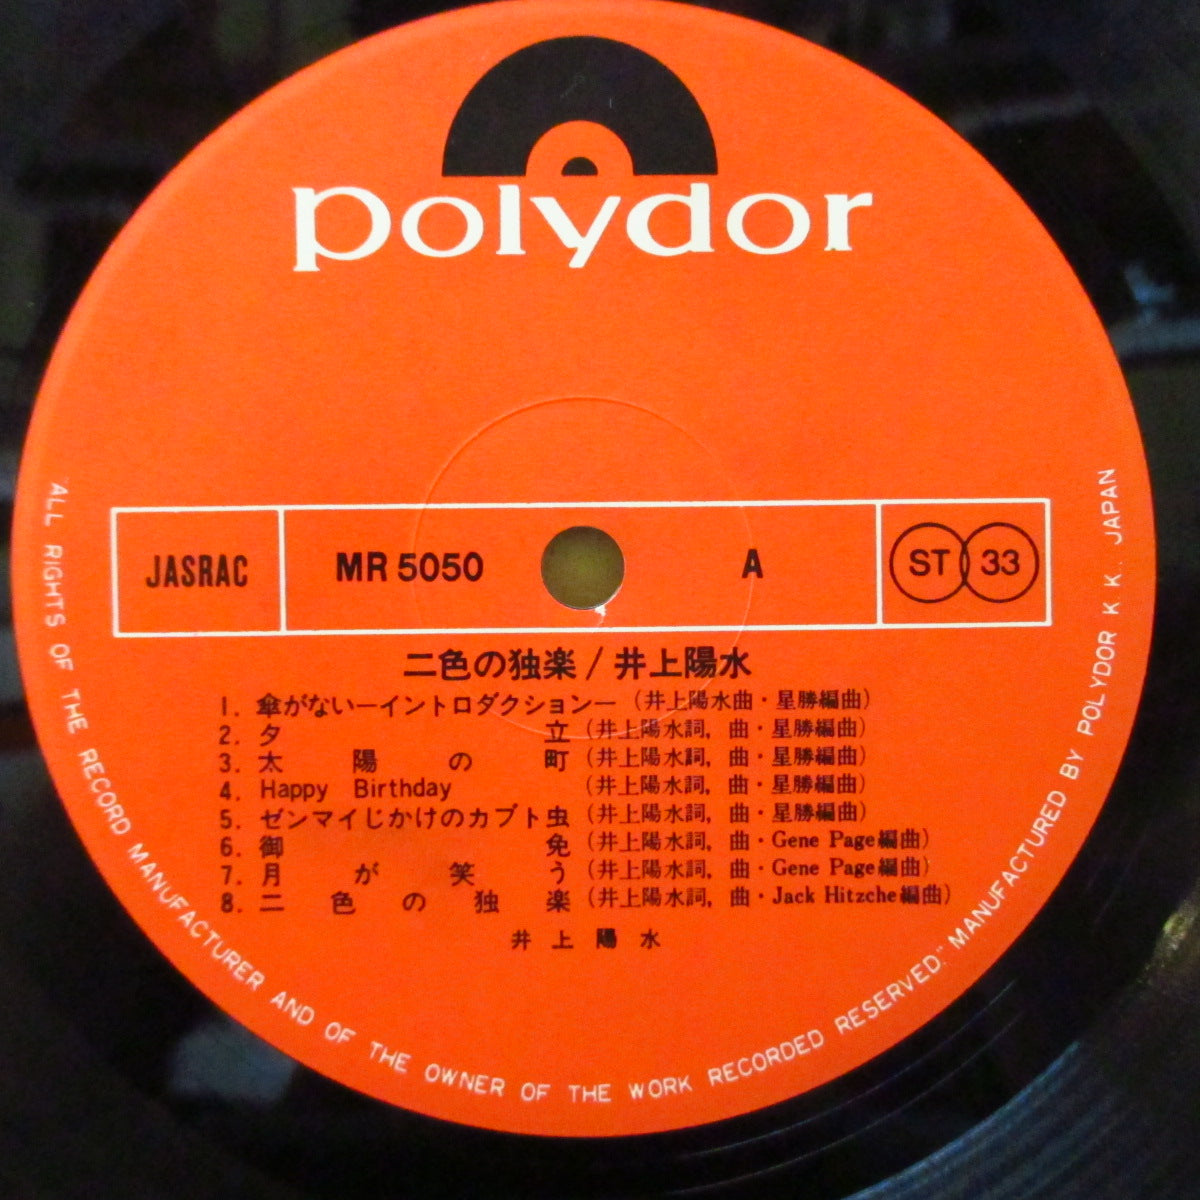 polydor
JASRAC MR 5050 A ST 33
二色の独楽/井上陽水
1. 傘がないーイントロダクションー (井上陽水曲・星勝編曲)
2. 夕立 (井上陽水詞，曲・星勝編曲)
3. 太陽の町 (井上陽水詞，曲・星勝編曲)
4. Happy Birthday (井上陽水詞，曲・星勝編曲)
5. ゼンマイじかけのカブト虫 (井上陽水詞，曲・星勝編曲)
6. 御免 (井上陽水詞，曲・Gene Page編曲)
7. 月が笑う (井上陽水詞，曲・Gene Page編曲)
8. 二色の独楽 (井上陽水詞，曲・Jack Hitzche編曲)
井上陽水
"ALL RIGHTS OF THE RECORD MANUFACTURER AND OF THE OWNER OF THE WORK RECORDED RESERVED." MANUFACTURED BY POLYDOR K K., JAPAN